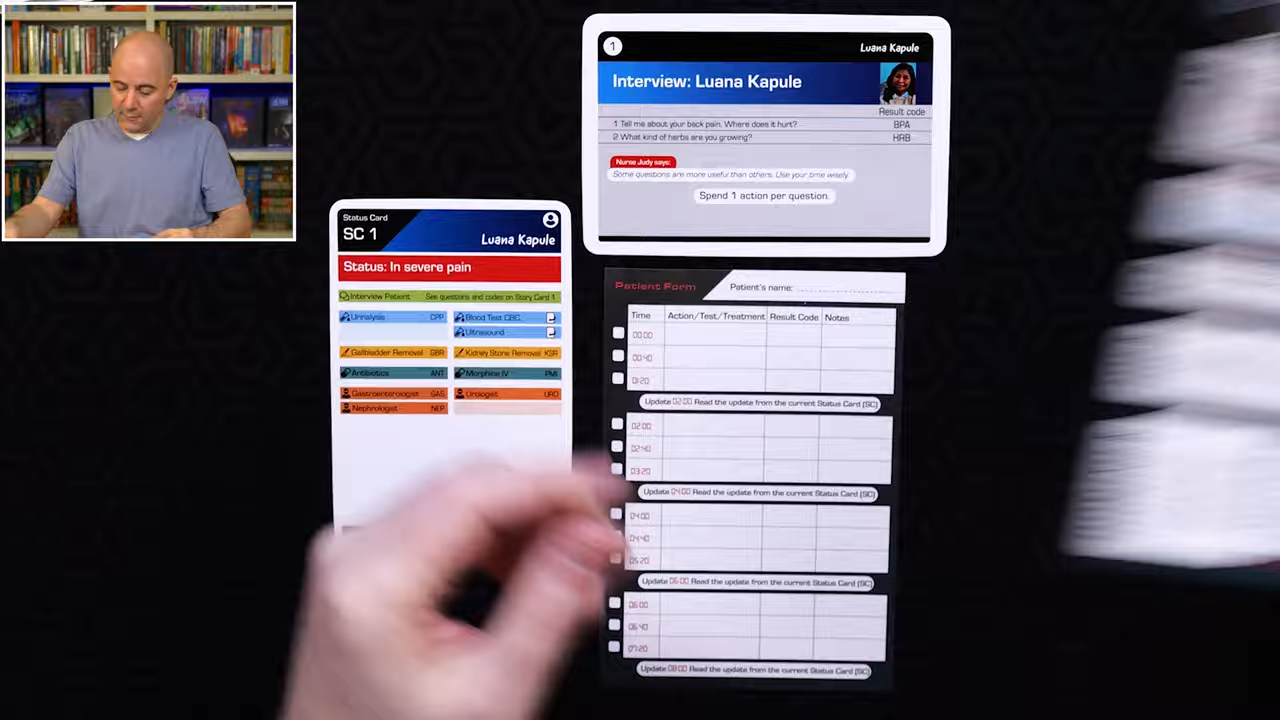 1
Luana Kapule
Interview: Luana Kapule
Result code
1 Tell me about your back pain. Where does it hurt? BPA
2 What kind of herbs are you growing? HRB
Nurse Judy says:
Some questions are more useful than others. Use your time wisely.
Spend 1 action per question.
Status Card
SC 1
Luana Kapule
Status: In severe pain
Interview Patient See questions and codes on Story Card 1
Urinalysis CPP
Blood Test CBC
Ultrasound
Gallbladder Removal GBR
Kidney Stone Removal KSR
Antibiotics ANT
Morphine IV PMI
Gastroenterologist GAS
Urologist URO
Nephrologist NEP
Patient Form
Patient's name:
Time Action/Test/Treatment Result Code Notes
00:00
00:40
01:20
Update 02:00 Read the update from the current Status Card (SC)
02:00
02:40
03:20
Update 04:00 Read the update from the current Status Card (SC)
04:00
04:40
05:20
Update 06:00 Read the update from the current Status Card (SC)
06:00
06:40
07:20
Update 08:00 Read the update from the current Status Card (SC)